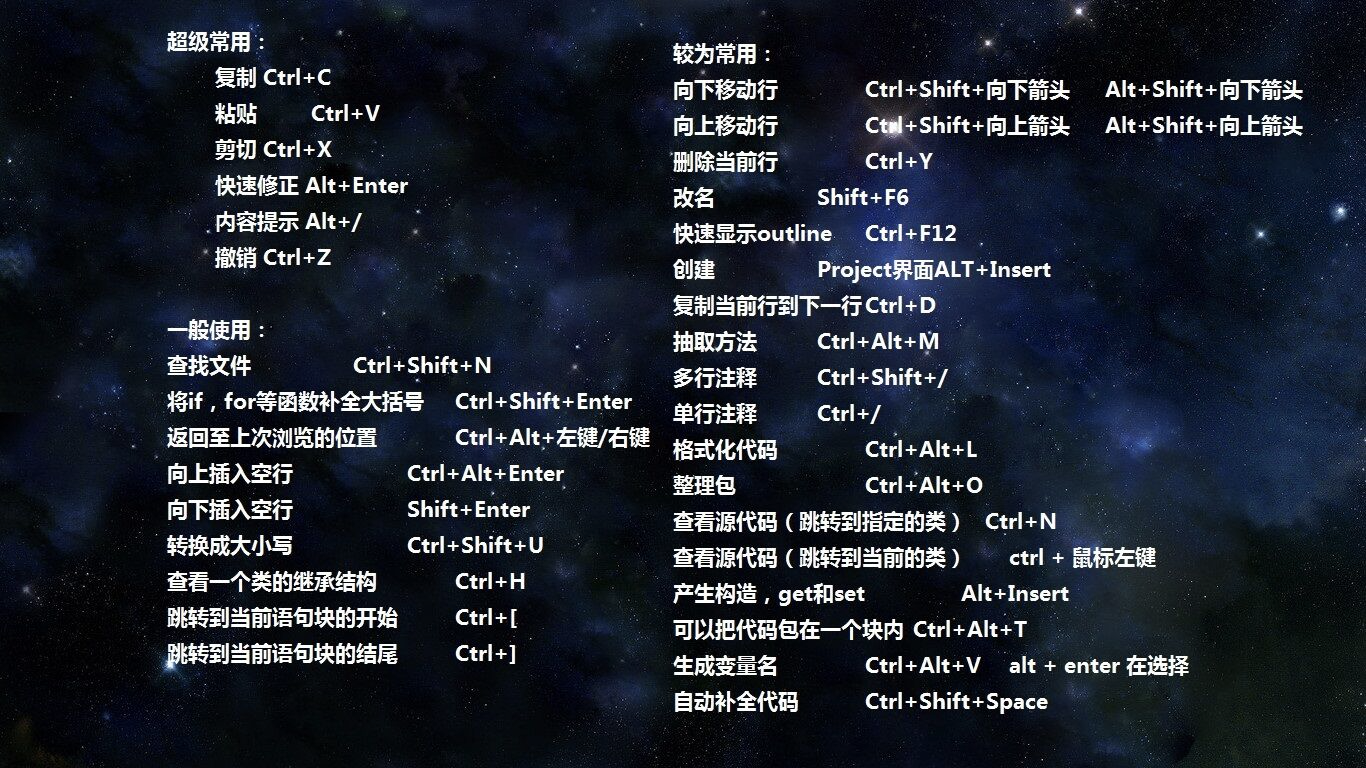 超级常用：
复制 Ctrl+C
粘贴 Ctrl+V
剪切 Ctrl+X
快速修正 Alt+Enter
内容提示 Alt+/
撤销 Ctrl+Z
一般使用：
查找文件 Ctrl+Shift+N
将if，for等函数补全大括号 Ctrl+Shift+Enter
返回至上次浏览的位置 Ctrl+Alt+左键/右键
向上插入空行 Ctrl+Alt+Enter
向下插入空行 Shift+Enter
转换成大小写 Ctrl+Shift+U
查看一个类的继承结构 Ctrl+H
跳转到当前语句块的开始 Ctrl+[
跳转到当前语句块的结尾 Ctrl+]
较为常用：
向下移动行 Ctrl+Shift+向下箭头 Alt+Shift+向下箭头
向上移动行 Ctrl+Shift+向上箭头 Alt+Shift+向上箭头
删除当前行 Ctrl+Y
改名 Shift+F6
快速显示outline Ctrl+F12
创建 Project界面ALT+Insert
复制当前行到下一行Ctrl+D
抽取方法 Ctrl+Alt+M
多行注释 Ctrl+Shift+/
单行注释 Ctrl+/
格式化代码 Ctrl+Alt+L
整理包 Ctrl+Alt+O
查看源代码（跳转到指定的类） Ctrl+N
查看源代码（跳转到当前的类） ctrl + 鼠标左键
产生构造，get和set Alt+Insert
可以把代码包在一个块内 Ctrl+Alt+T
生成变量名 Ctrl+Alt+V alt + enter 在选择
自动补全代码 Ctrl+Shift+Space